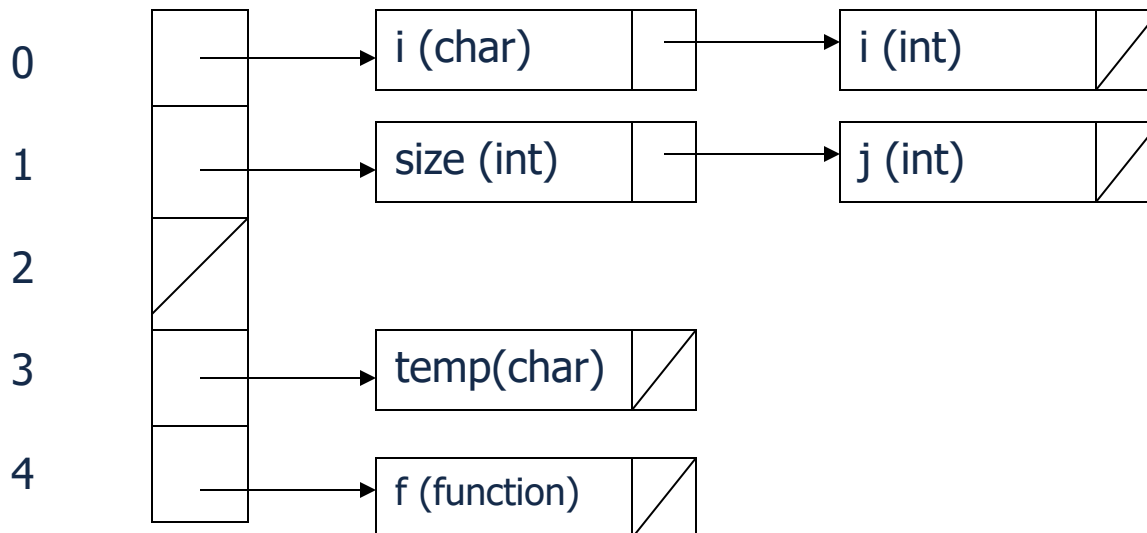 0 i (char) i (int)
1 size (int) j (int)
2
3 temp(char)
4 f (function)